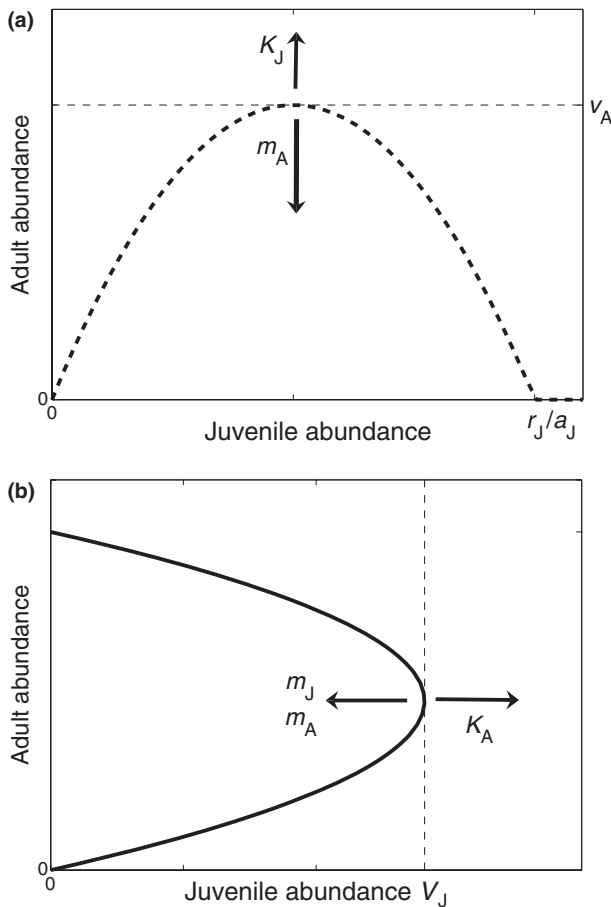 (a)
K_J
v_A
m_A
Adult abundance
0
0
Juvenile abundance
r_J/a_J
(b)
m_J
m_A
K_A
Adult abundance
0
0
Juvenile abundance V_J